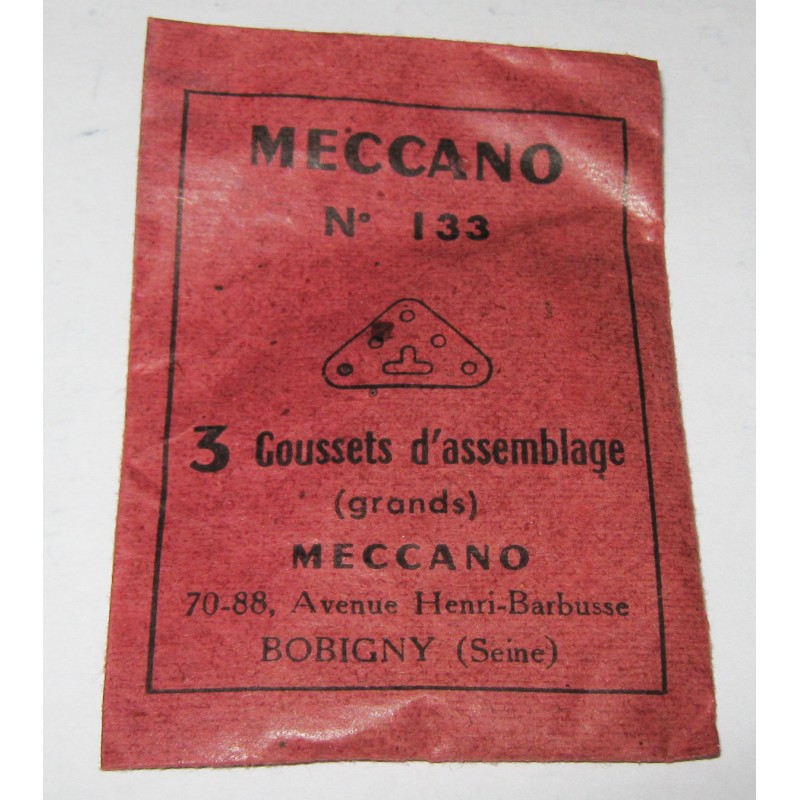 MECCANO
N° 133
3 Goussets d'assemblage
(grands)
MECCANO
70-88, Avenue Henri-Barbusse
BOBIGNY (Seine)